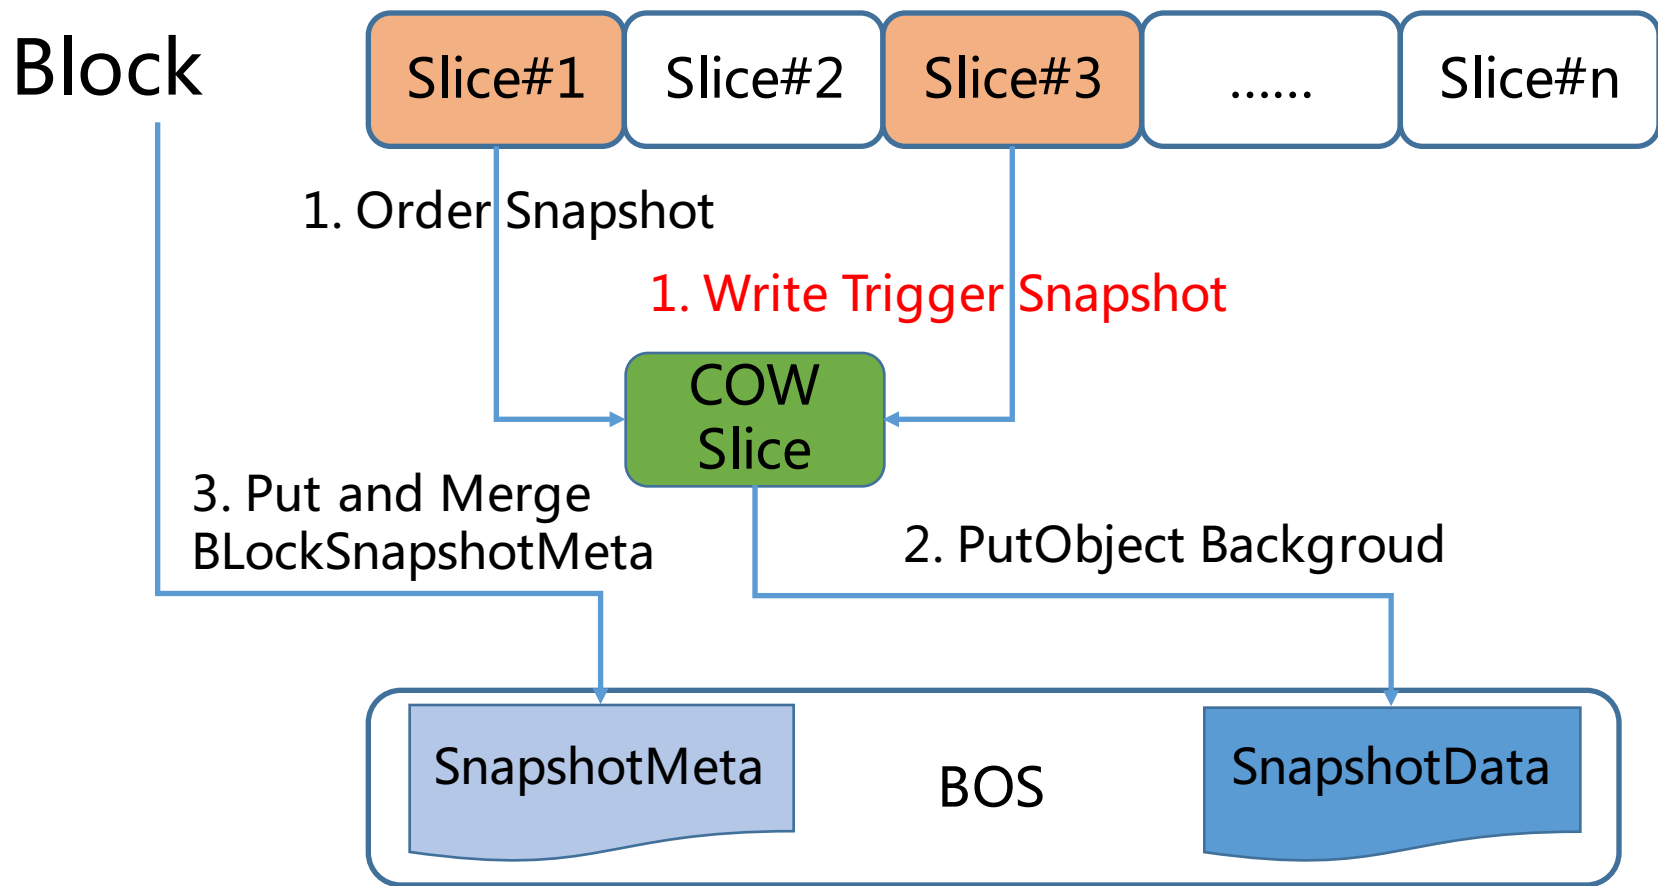 Block
Slice#1
Slice#2
Slice#3
......
Slice#n
1. Order Snapshot
1. Write Trigger Snapshot
COW
Slice
3. Put and Merge
BLockSnapshotMeta
2. PutObject Backgroud
SnapshotMeta
BOS
SnapshotData